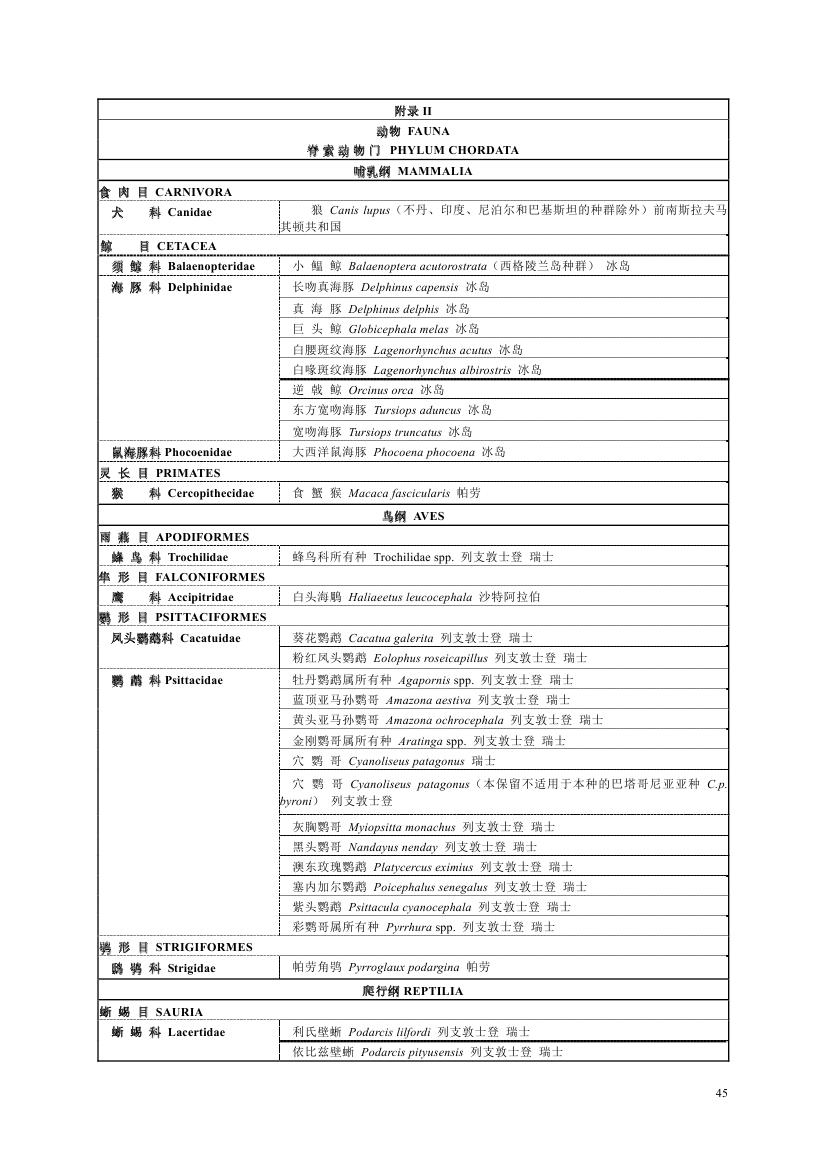 附录 II
动物 FAUNA
脊 索 动 物 门 PHYLUM CHORDATA
哺乳纲 MAMMALIA
食 肉 目 CARNIVORA
犬 科 Canidae 狼 Canis lupus（不丹、印度、尼泊尔和巴基斯坦的种群除外）前南斯拉夫马
其顿共和国
鲸 目 CETACEA
须 鲸 科 Balaenopteridae 小 鰛 鲸 Balaenoptera acutorostrata（西格陵兰岛种群） 冰岛
海 豚 科 Delphinidae 长吻真海豚 Delphinus capensis 冰岛
真 海 豚 Delphinus delphis 冰岛
巨 头 鲸 Globicephala melas 冰岛
白腰斑纹海豚 Lagenorhynchus acutus 冰岛
白喙斑纹海豚 Lagenorhynchus albirostris 冰岛
逆 戟 鲸 Orcinus orca 冰岛
东方宽吻海豚 Tursiops aduncus 冰岛
宽吻海豚 Tursiops truncatus 冰岛
鼠海豚科 Phocoenidae 大西洋鼠海豚 Phocoena phocoena 冰岛
灵 长 目 PRIMATES
猴 科 Cercopithecidae 食 蟹 猴 Macaca fascicularis 帕劳
鸟纲 AVES
雨 燕 目 APODIFORMES
蜂 鸟 科 Trochilidae 蜂鸟科所有种 Trochilidae spp. 列支敦士登 瑞士
隼 形 目 FALCONIFORMES
鹰 科 Accipitridae 白头海鵰 Haliaeetus leucocephala 沙特阿拉伯
鹦 形 目 PSITTACIFORMES
凤头鹦鹉科 Cacatuidae 葵花鹦鹉 Cacatua galerita 列支敦士登 瑞士
粉红凤头鹦鹉 Eolophus roseicapillus 列支敦士登 瑞士
鹦 鹉 科 Psittacidae 牡丹鹦鹉属所有种 Agapornis spp. 列支敦士登 瑞士
蓝顶亚马孙鹦哥 Amazona aestiva 列支敦士登 瑞士
黄头亚马孙鹦哥 Amazona ochrocephala 列支敦士登 瑞士
金刚鹦哥属所有种 Aratinga spp. 列支敦士登 瑞士
穴 鹦 哥 Cyanoliseus patagonus 瑞士
穴 鹦 哥 Cyanoliseus patagonus（本保留不适用于本种的巴塔哥尼亚亚种 C.p.
byroni） 列支敦士登
灰胸鹦哥 Myiopsitta monachus 列支敦士登 瑞士
黑头鹦哥 Nandayus nenday 列支敦士登 瑞士
澳东玫瑰鹦鹉 Platycercus eximius 列支敦士登 瑞士
塞内加尔鹦鹉 Poicephalus senegalus 列支敦士登 瑞士
紫头鹦鹉 Psittacula cyanocephala 列支敦士登 瑞士
彩鹦哥属所有种 Pyrrhura spp. 列支敦士登 瑞士
鸮 形 目 STRIGIFORMES
鸱 鸮 科 Strigidae 帕劳角鸮 Pyrroglaux podargina 帕劳
爬行纲 REPTILIA
蜥 蜴 目 SAURIA
蜥 蜴 科 Lacertidae 利氏壁蜥 Podarcis lilfordi 列支敦士登 瑞士
依比兹壁蜥 Podarcis pityusensis 列支敦士登 瑞士
45